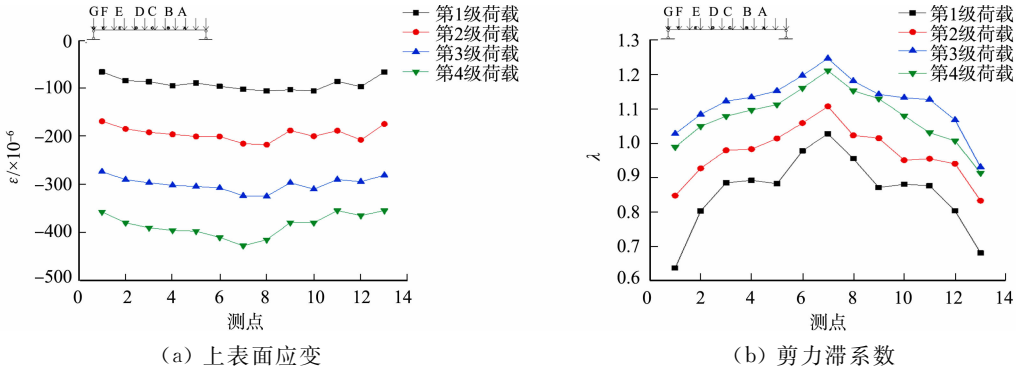 G F E D C B A
第1级荷载
第2级荷载
第3级荷载
第4级荷载
0
−100
−200
−300
−400
−500
ε/×10⁻⁶
0 2 4 6 8 10 12 14
测点
(a) 上表面应变
G F E D C B A
第1级荷载
第2级荷载
第3级荷载
第4级荷载
1.3
1.2
1.1
1.0
0.9
0.8
0.7
0.6
λ
0 2 4 6 8 10 12 14
测点
(b) 剪力滞系数